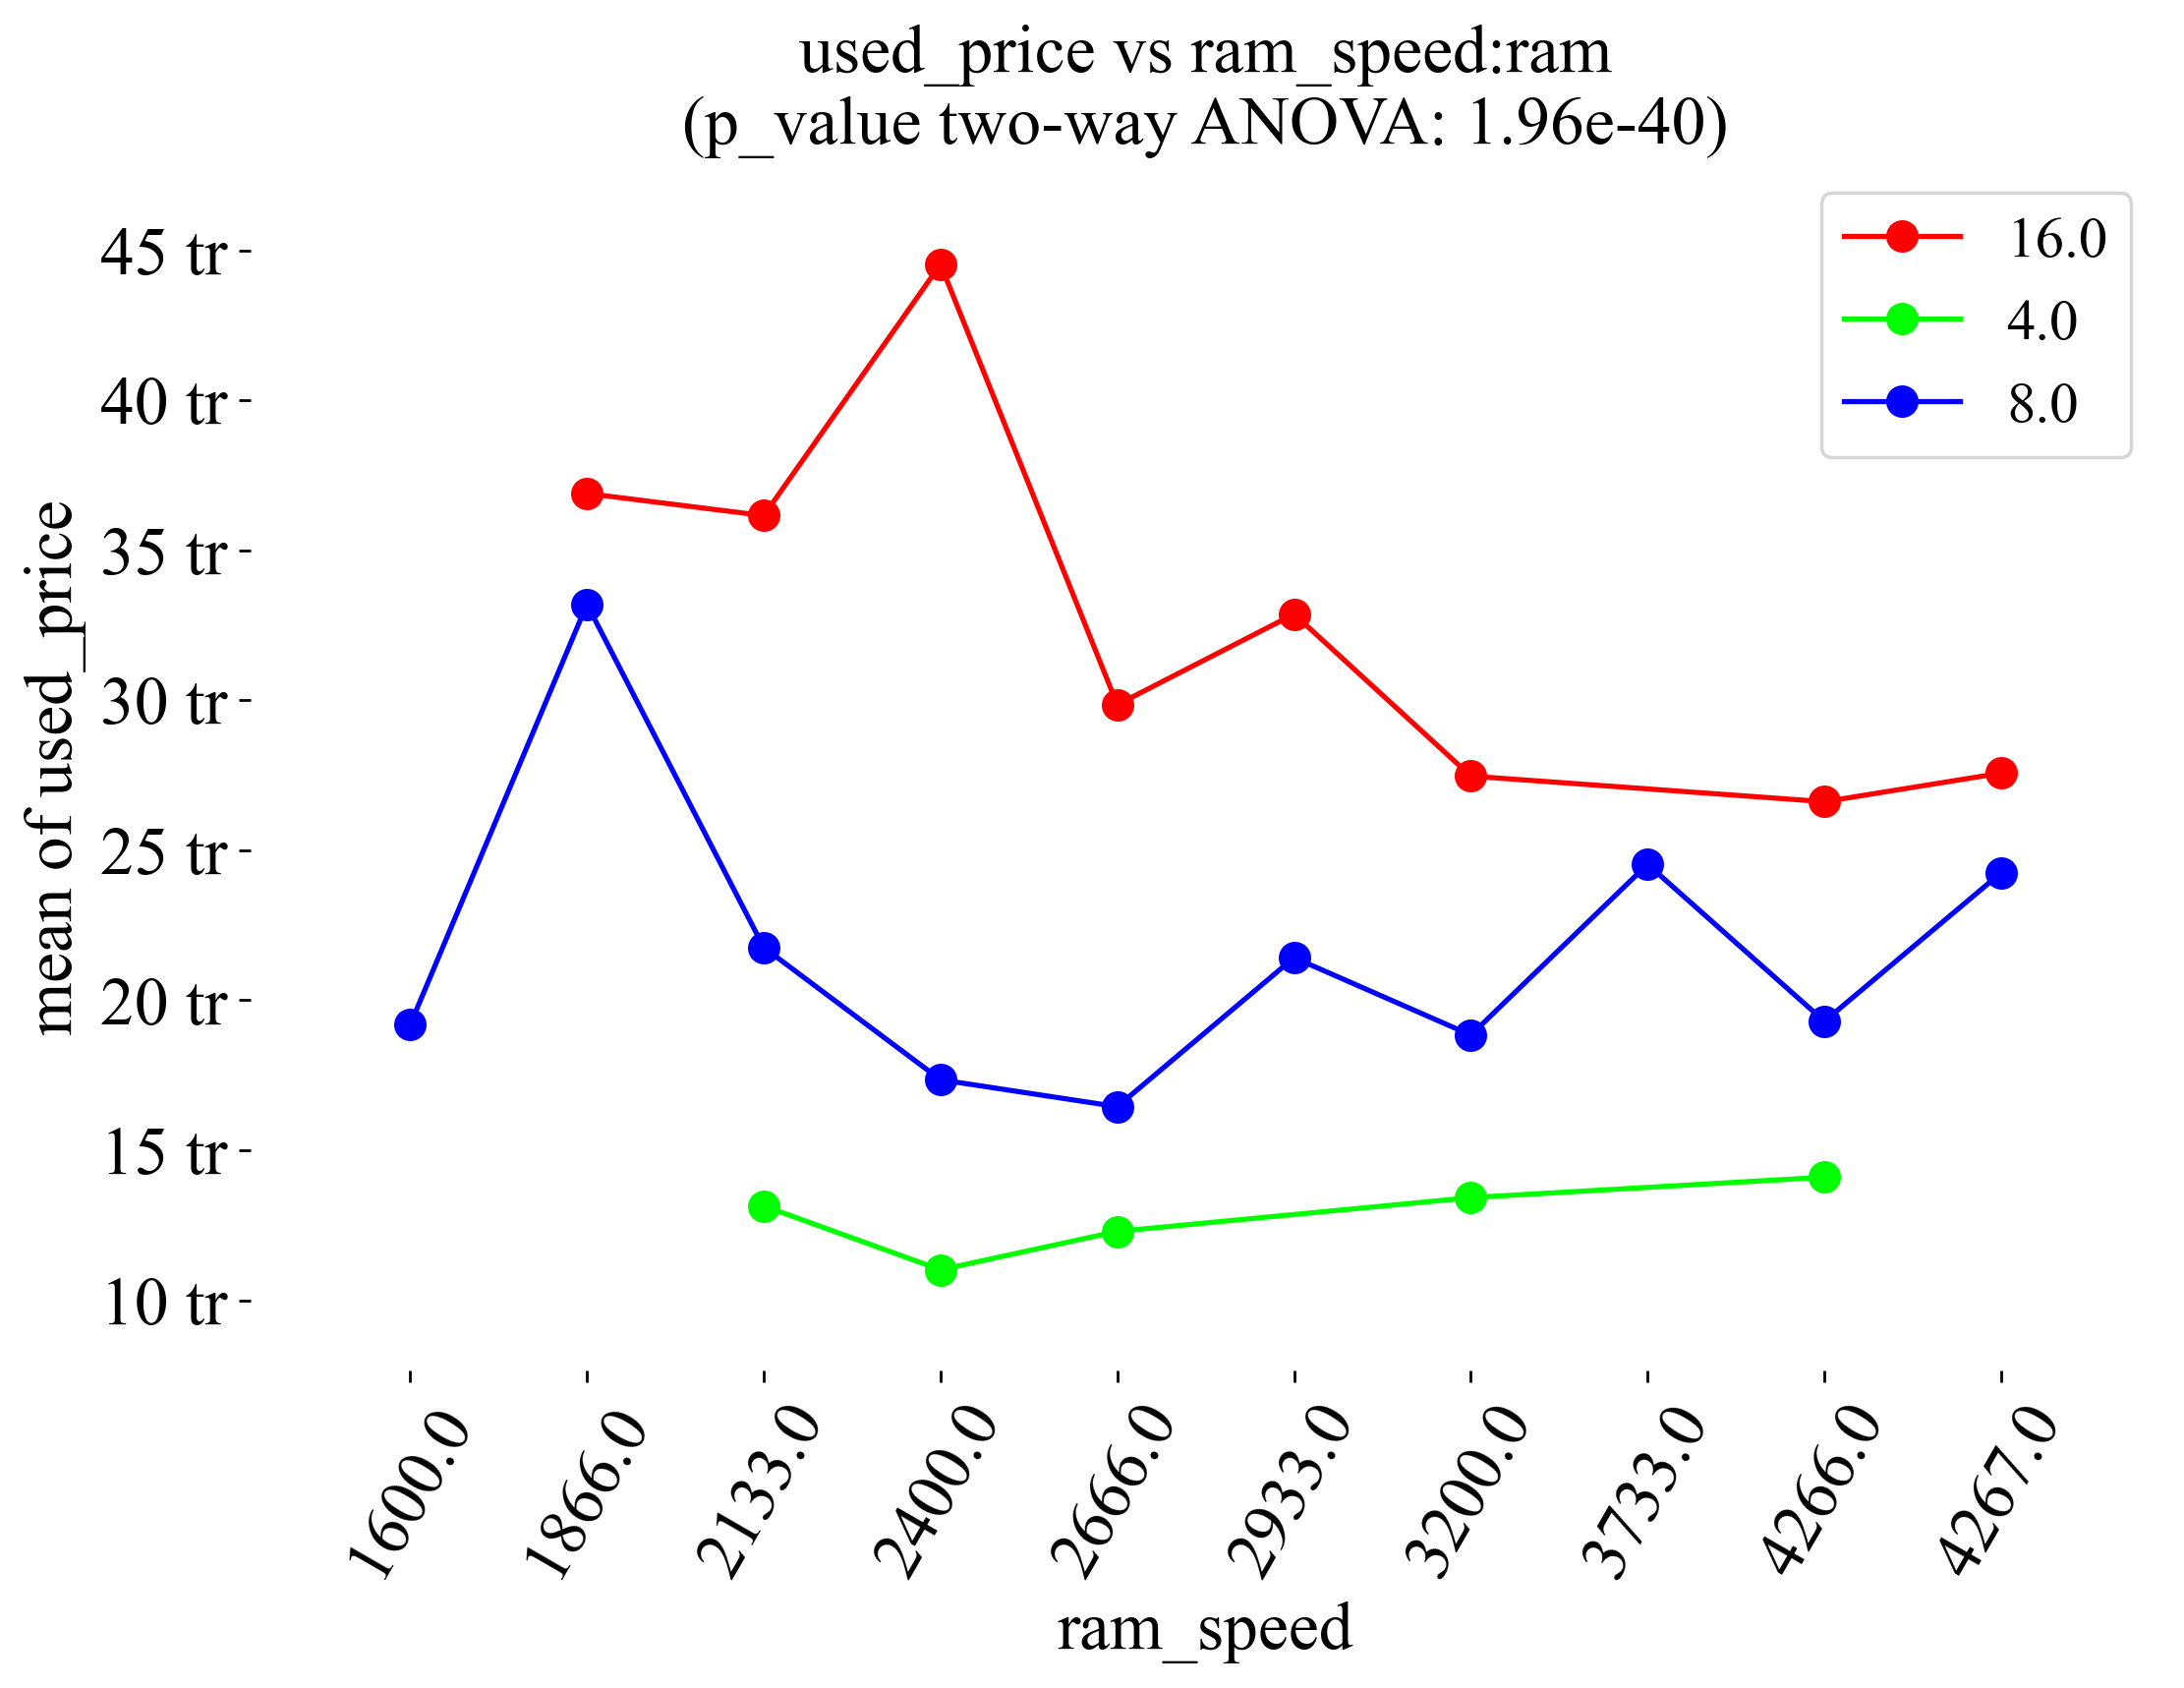 used_price vs ram_speed:ram
(p_value two-way ANOVA: 1.96e-40)
16.0
4.0
8.0
mean of used_price
45 tr
40 tr
35 tr
30 tr
25 tr
20 tr
15 tr
10 tr
1600.0
1866.0
2133.0
2400.0
2666.0
2933.0
3200.0
3733.0
4266.0
4267.0
ram_speed